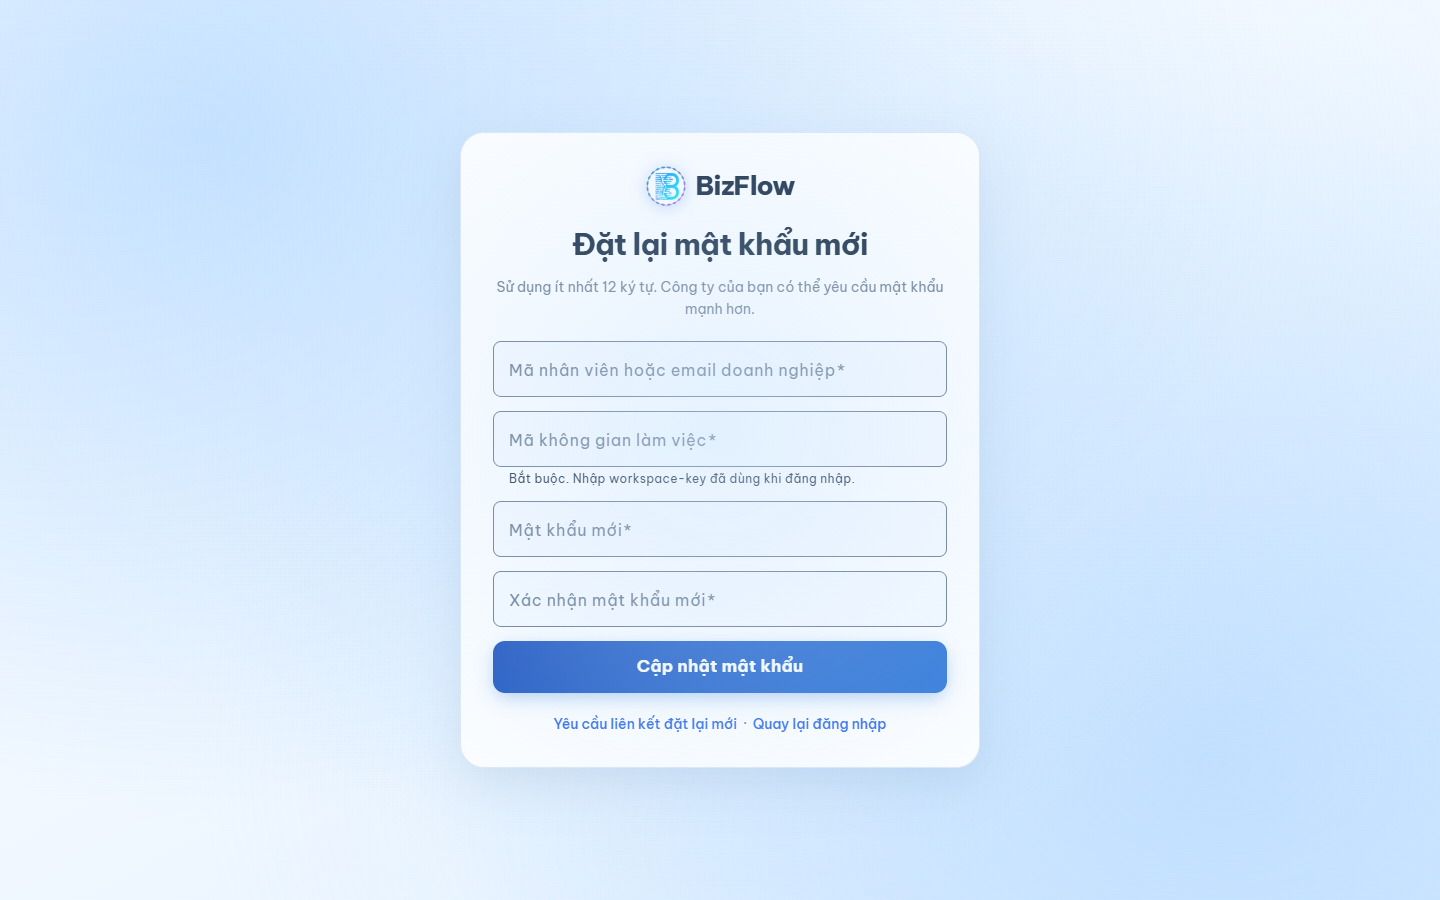 BizFlow
Đặt lại mật khẩu mới
Sử dụng ít nhất 12 ký tự. Công ty của bạn có thể yêu cầu mật khẩu
mạnh hơn.
Mã nhân viên hoặc email doanh nghiệp*
Mã không gian làm việc*
Bắt buộc. Nhập workspace-key đã dùng khi đăng nhập.
Mật khẩu mới*
Xác nhận mật khẩu mới*
Cập nhật mật khẩu
Yêu cầu liên kết đặt lại mới · Quay lại đăng nhập